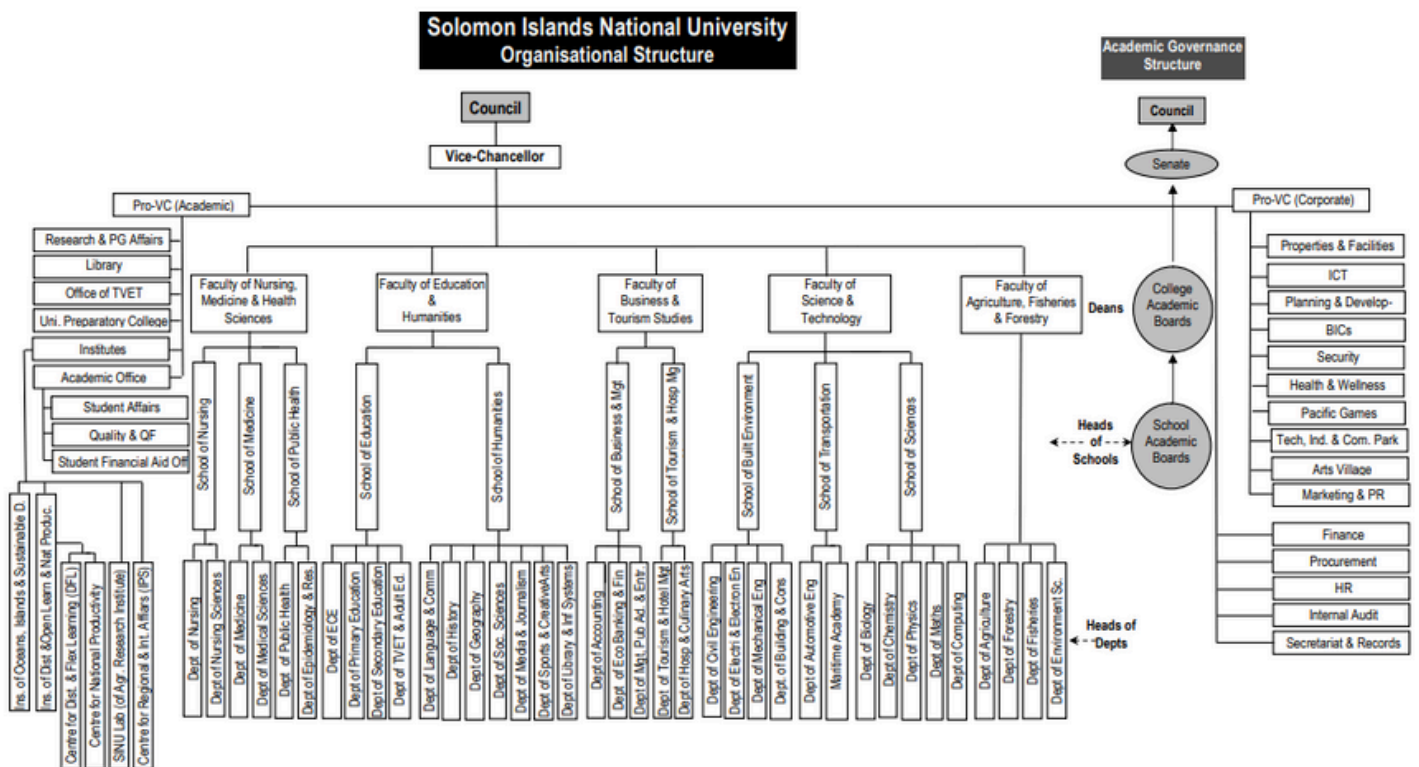 Solomon Islands National University
Organisational Structure
Academic Governance
Structure
Council
Council
Vice-Chancellor
Senate
Pro-VC (Academic)
Pro-VC (Corporate)
Research & PG Affairs
Library
Office of TVET
Uni. Preparatory College
Institutes
Academic Office
Student Affairs
Quality & QF
Student Financial Aid Off
Faculty of Nursing,
Medicine & Health
Sciences
Faculty of Education
&
Humanities
Faculty of
Business &
Tourism Studies
Faculty of
Science &
Technology
Faculty of
Agriculture, Fisheries
& Forestry
Deans
College
Academic
Boards
Properties & Facilities
ICT
Planning & Develop-
BICs
Security
Health & Wellness
Pacific Games
Tech, Ind. & Com. Park
Arts Village
Marketing & PR
School of Nursing
School of Medicine
School of Public Health
School of Education
School of Humanities
School of Business & Mgt
School of Tourism & Hosp Mg
School of Built Environment
School of Transportation
School of Sciences
Heads
of
Schools
School
Academic
Boards
Finance
Procurement
HR
Internal Audit
Secretariat & Records
Ins. of Oceans, Islands & Sustainable D.
Ins. of Dist &Open Learn & Nat Produc.
Centre for Dist. & Flex Learning (DFL)
Centre for National Productivity
SINU Lab (of Agr. Research Institute)
Centre for Regional & Int. Affairs (IPS)
Dept. of Nursing
Dept of Nursing Sciences
Dept. of Medicine
Dept of Medical Sciences
Dept. of Public Health
Dept of Epidemiology & Res.
Dept of ECE
Dept of Primary Education
Dept of Secondary Education
Dept of TVET & Adult Ed.
Dept of Language & Comm
Dept of History
Dept of Geography
Dept of Soc. Sciences
Dept of Media & Journalism
Dept of Sports & CreativeArts
Dept of Library & Inf Systems
Dept of Accounting
Dept. of Eco Banking & Fin
Dept of Mgt, Pub Ad. & Entr.
Dept of Tourism & Hotel Mgt
Dept of Hosp & Culinary Arts
Dept of Civil Engineering
Dept of Electri & Electron En
Dept of Mechanical Eng
Dept. of Building & Cons
Dept of Automotive Eng
Maritime Academy
Dept of Biology
Dept of Chemistry
Dept of Physics
Dept of Maths
Dept of Computing
Dept of Agriculture
Dept of Forestry
Dept of Fisheries
Dept of Environment Sc.
Heads of
Depts